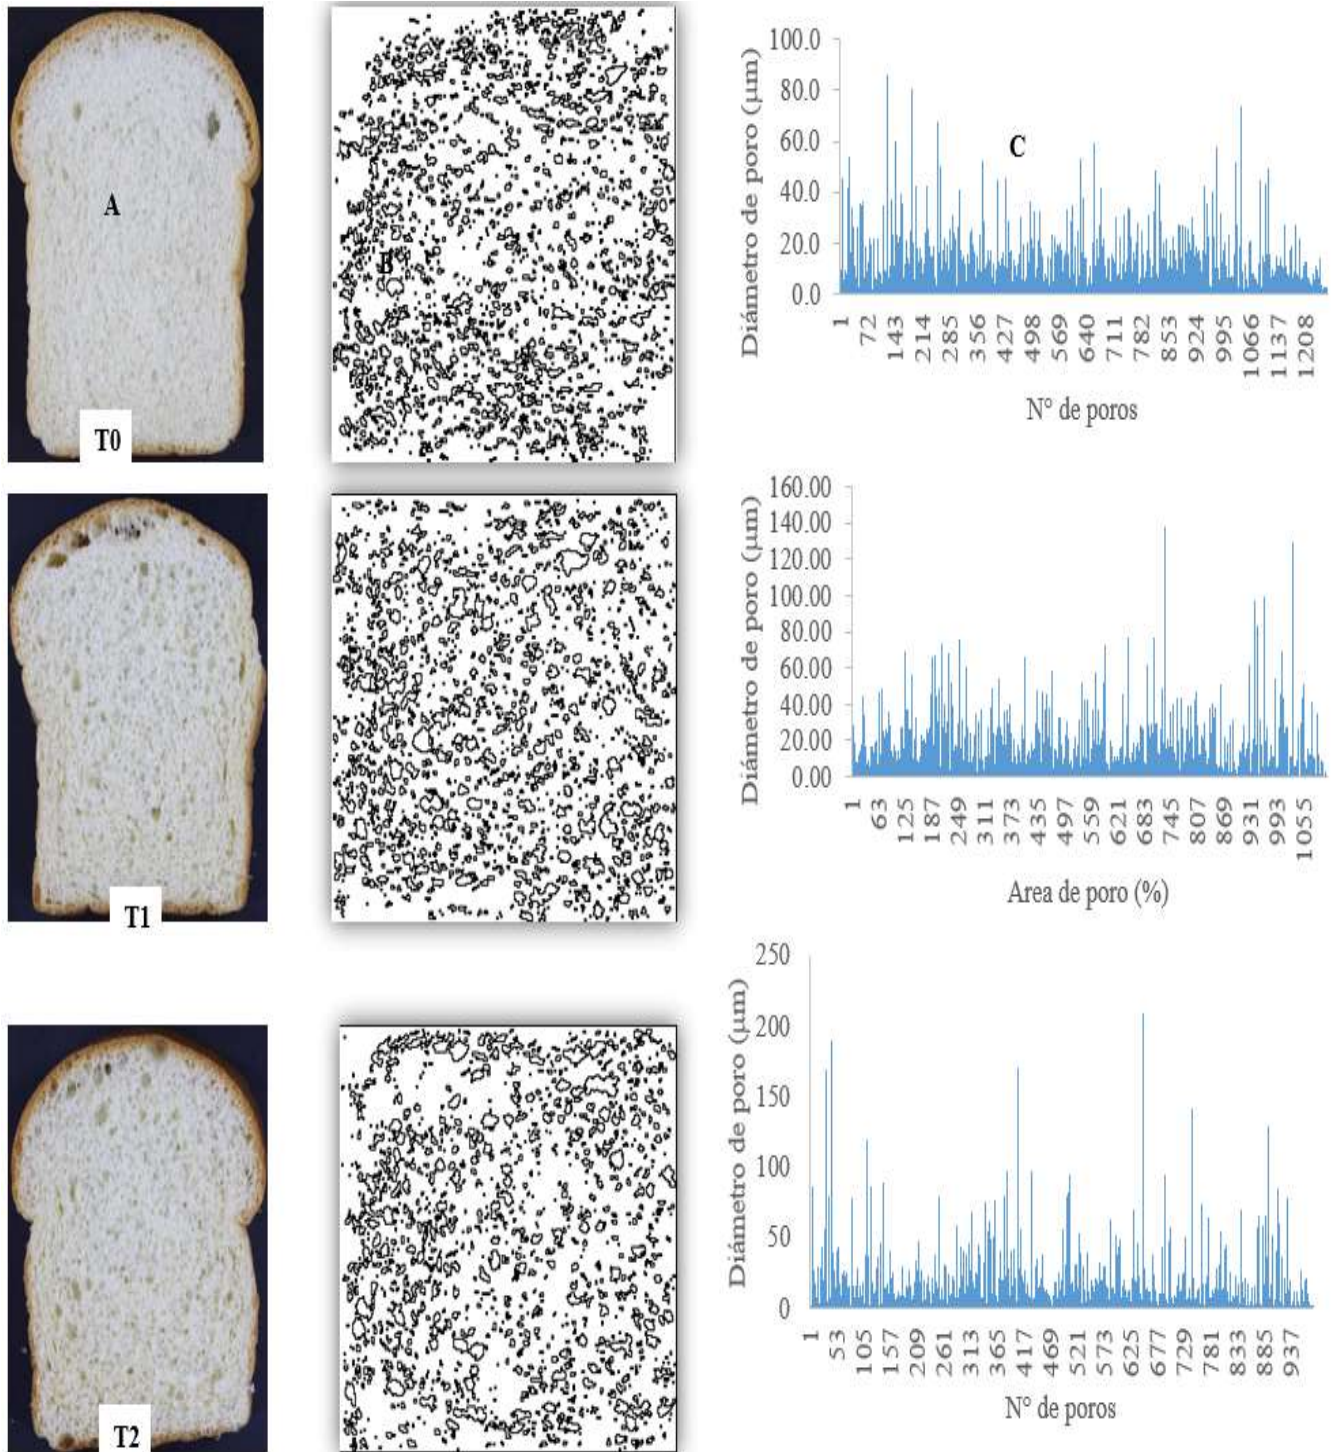 A
T0
B
C
Diámetro de poro (µm)
100.0
80.0
60.0
40.0
20.0
0.0
1 72 143 214 285 356 427 498 569 640 711 782 853 924 995 1066 1137 1208
N° de poros
T1
Diámetro de poro (µm)
160.00
140.00
120.00
100.00
80.00
60.00
40.00
20.00
0.00
1 63 125 187 249 311 373 435 497 559 621 683 745 807 869 931 993 1055
Area de poro (%)
T2
Diámetro de poro (µm)
250
200
150
100
50
0
1 53 105 157 209 261 313 365 417 469 521 573 625 677 729 781 833 885 937
N° de poros